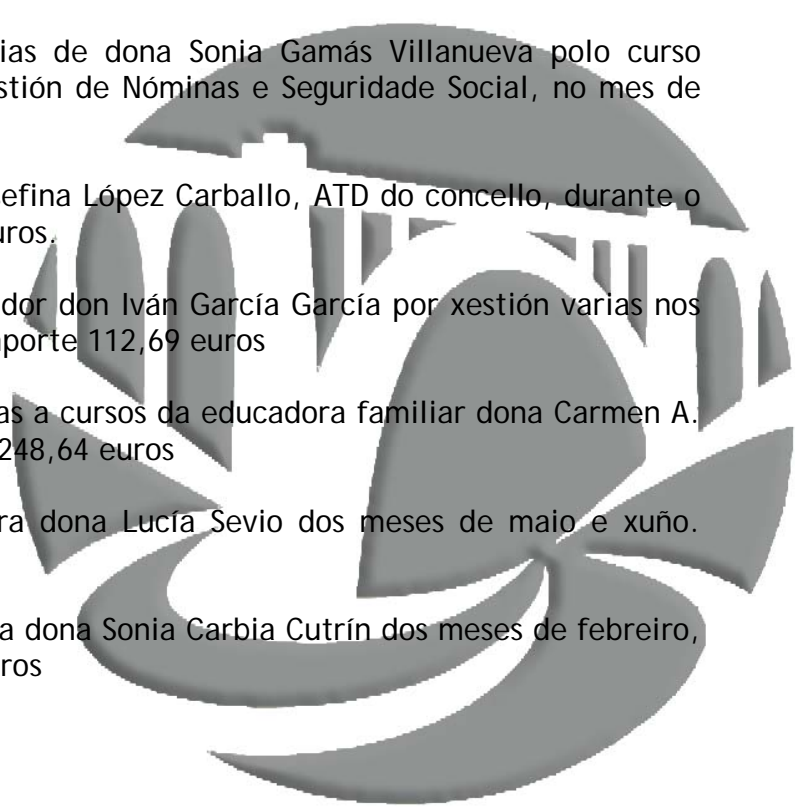 ias de dona Sonia Gamás Villanueva polo curso
stión de Nóminas e Seguridade Social, no mes de
efina López Carballo, ATD do concello, durante o
uros.
dor don Iván García García por xestión varias nos
porte 112,69 euros
as a cursos da educadora familiar dona Carmen A.
248,64 euros
ra dona Lucía Sevio dos meses de maio e xuño.
a dona Sonia Carbia Cutrín dos meses de febreiro,
ros